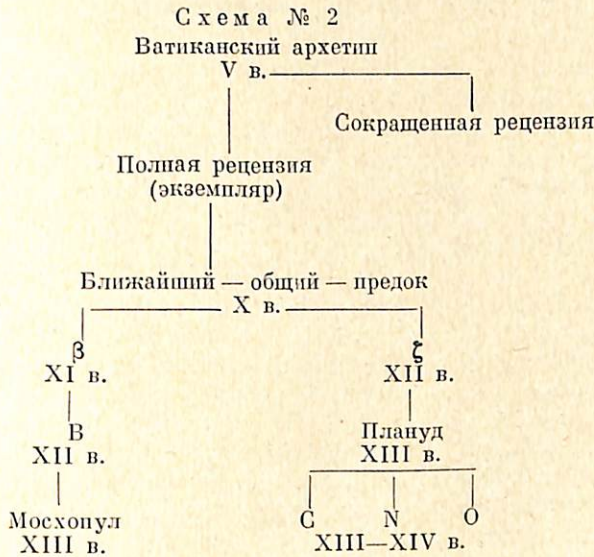 Схема № 2
Ватиканский архетип
V в.
Сокращенная рецензия
Полная рецензия
(экземпляр)
Ближайший — общий — предок
X в.
β ζ
XI в. XII в.
В Плануд
XII в. XIII в.
Мосхопул С N О
XIII в. XIII—XIV в.